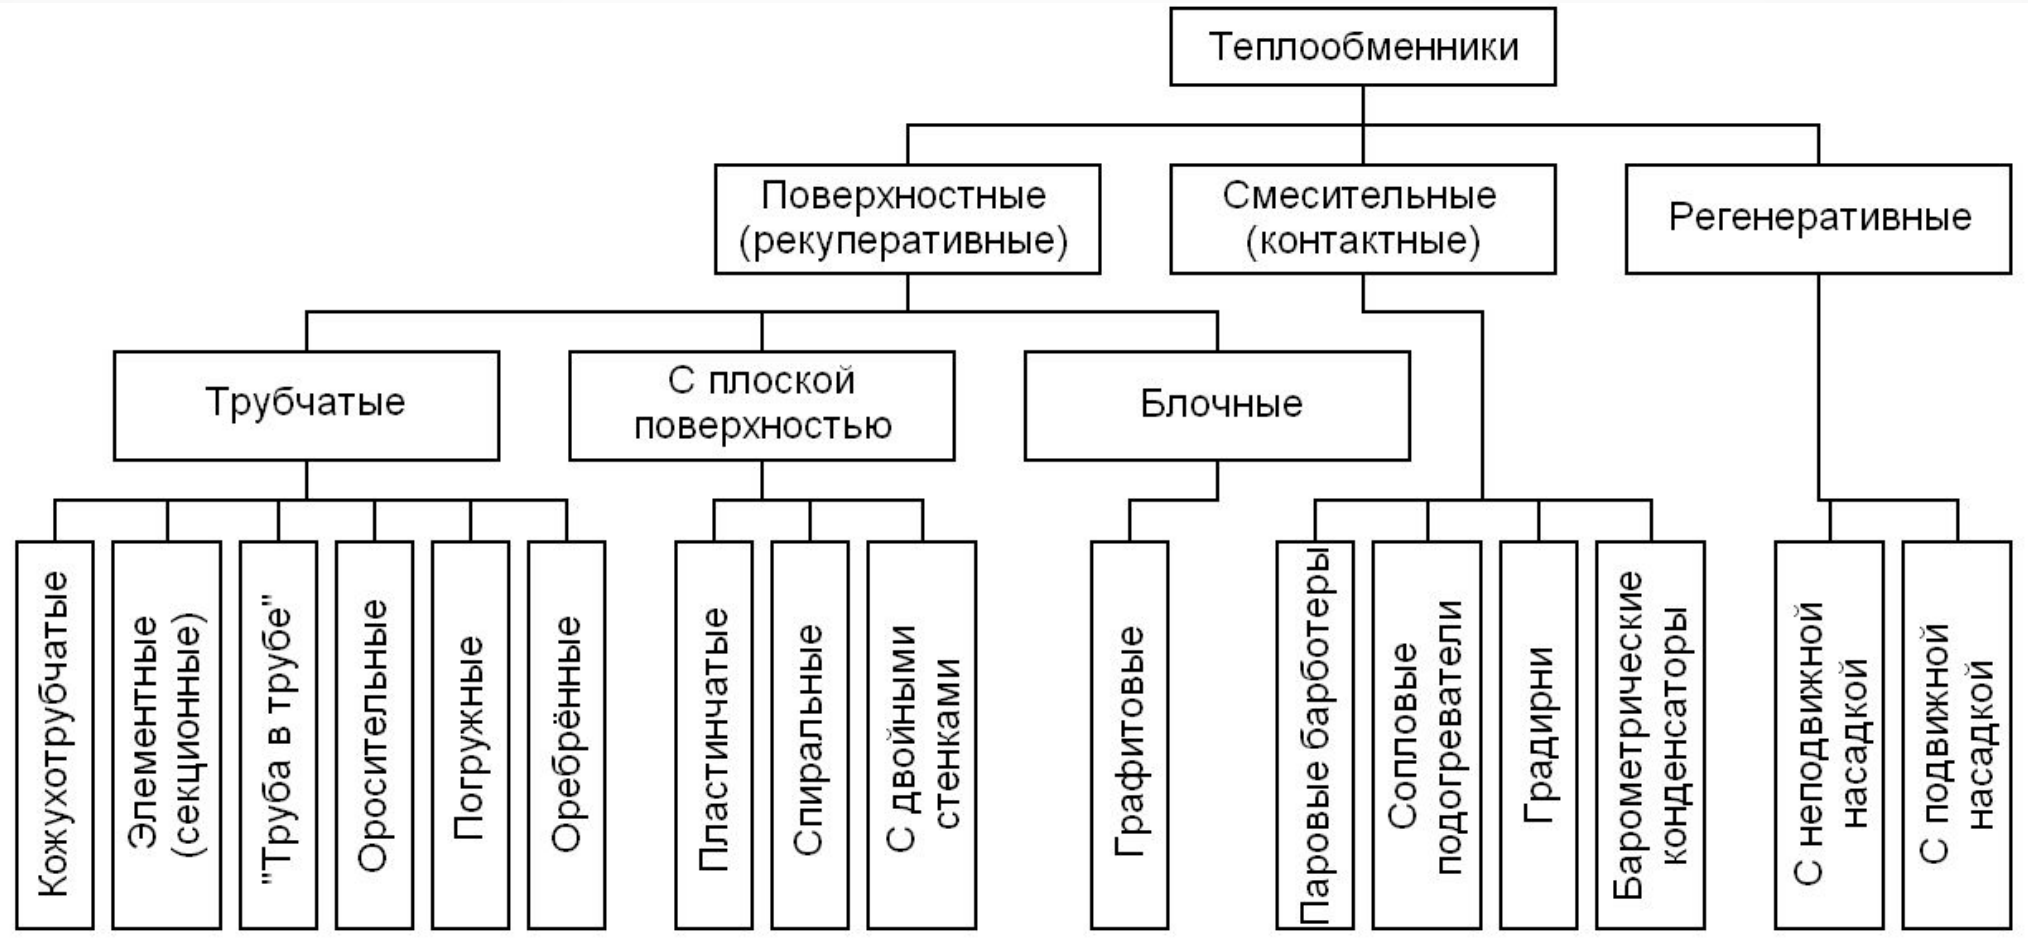 Теплообменники
Поверхностные
(рекуперативные)
Смесительные
(контактные)
Регенеративные
Трубчатые
С плоской
поверхностью
Блочные
Кожухотрубчатые
Элементные
(секционные)
"Труба в трубе"
Оросительные
Погружные
Оребрённые
Пластинчатые
Спиральные
С двойными
стенками
Графитовые
Паровые барботеры
Сопловые
подогреватели
Градирни
Барометрические
конденсаторы
С неподвижной
насадкой
С подвижной
насадкой